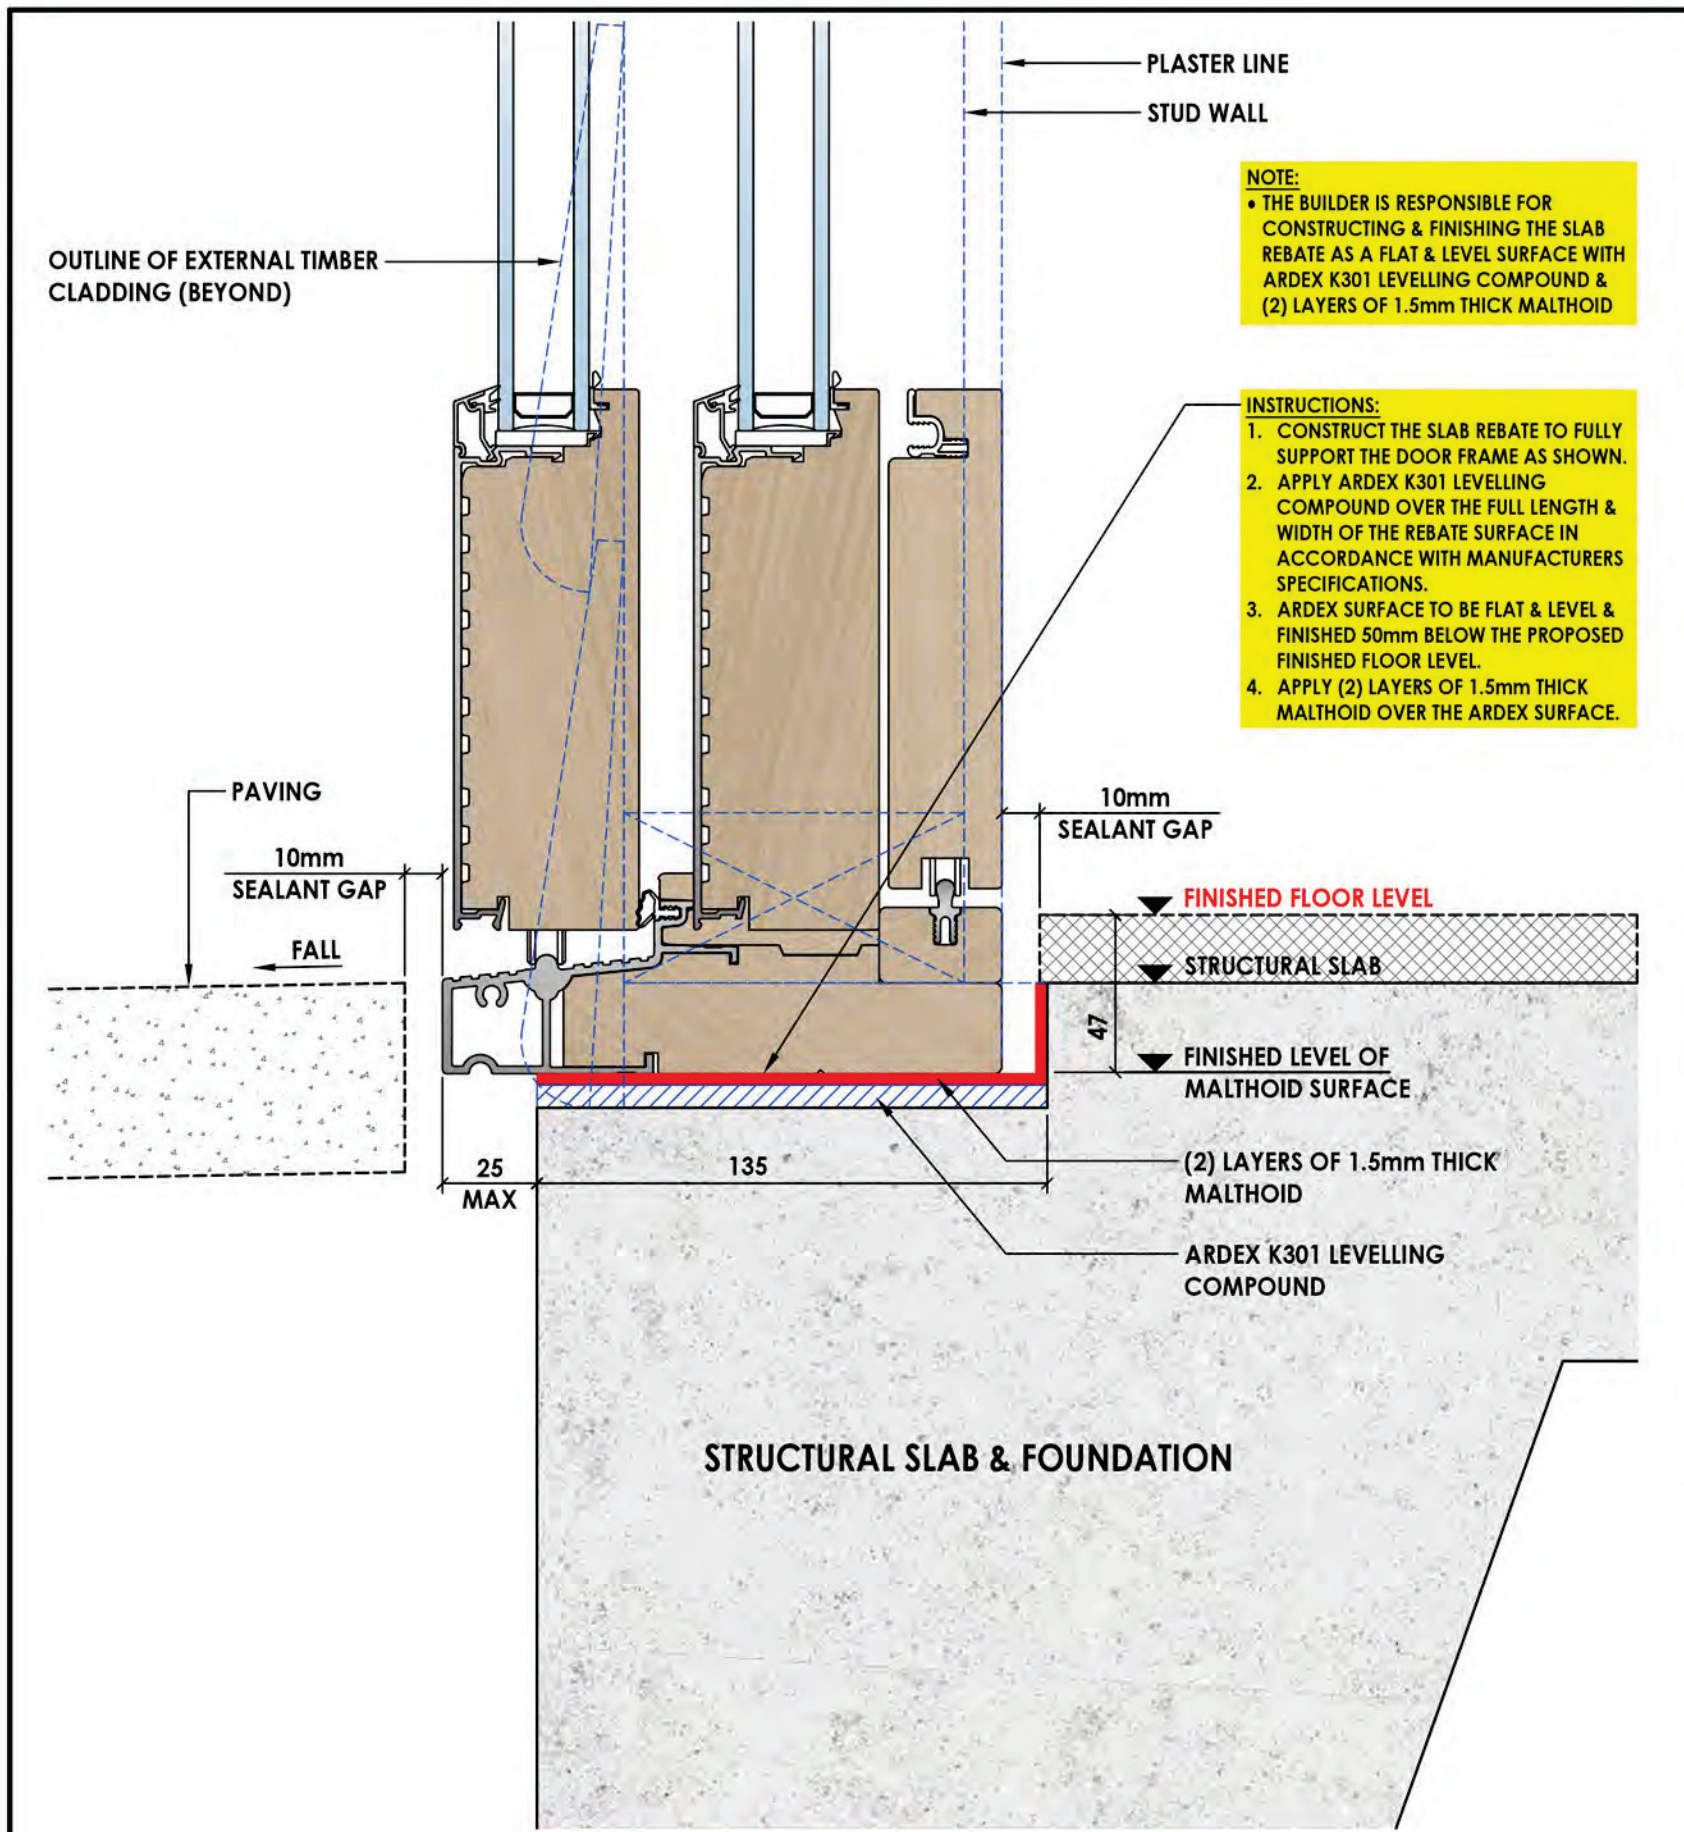 PLASTER LINE
STUD WALL
NOTE:
• THE BUILDER IS RESPONSIBLE FOR
CONSTRUCTING & FINISHING THE SLAB
REBATE AS A FLAT & LEVEL SURFACE WITH
ARDEX K301 LEVELLING COMPOUND &
(2) LAYERS OF 1.5mm THICK MALTHOID
OUTLINE OF EXTERNAL TIMBER
CLADDING (BEYOND)
INSTRUCTIONS:
1. CONSTRUCT THE SLAB REBATE TO FULLY
SUPPORT THE DOOR FRAME AS SHOWN.
2. APPLY ARDEX K301 LEVELLING
COMPOUND OVER THE FULL LENGTH &
WIDTH OF THE REBATE SURFACE IN
ACCORDANCE WITH MANUFACTURERS
SPECIFICATIONS.
3. ARDEX SURFACE TO BE FLAT & LEVEL &
FINISHED 50mm BELOW THE PROPOSED
FINISHED FLOOR LEVEL.
4. APPLY (2) LAYERS OF 1.5mm THICK
MALTHOID OVER THE ARDEX SURFACE.
PAVING
10mm
SEALANT GAP
10mm
SEALANT GAP
FALL
FINISHED FLOOR LEVEL
STRUCTURAL SLAB
47
FINISHED LEVEL OF
MALTHOID SURFACE
25
MAX
135
(2) LAYERS OF 1.5mm THICK
MALTHOID
ARDEX K301 LEVELLING
COMPOUND
STRUCTURAL SLAB & FOUNDATION